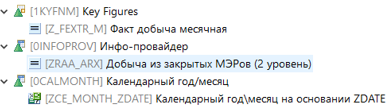 [1KYFNM] Key Figures
[Z_FEXTR_M] Факт добыча месячная
[0INFOPROV] Инфо-провайдер
[ZRAA_ARX] Добыча из закрытых МЭРов (2 уровень)
[0CALMONTH] Календарный год/месяц
[ZCE_MONTH_ZDATE] Календарный год\месяц на основании ZDATE